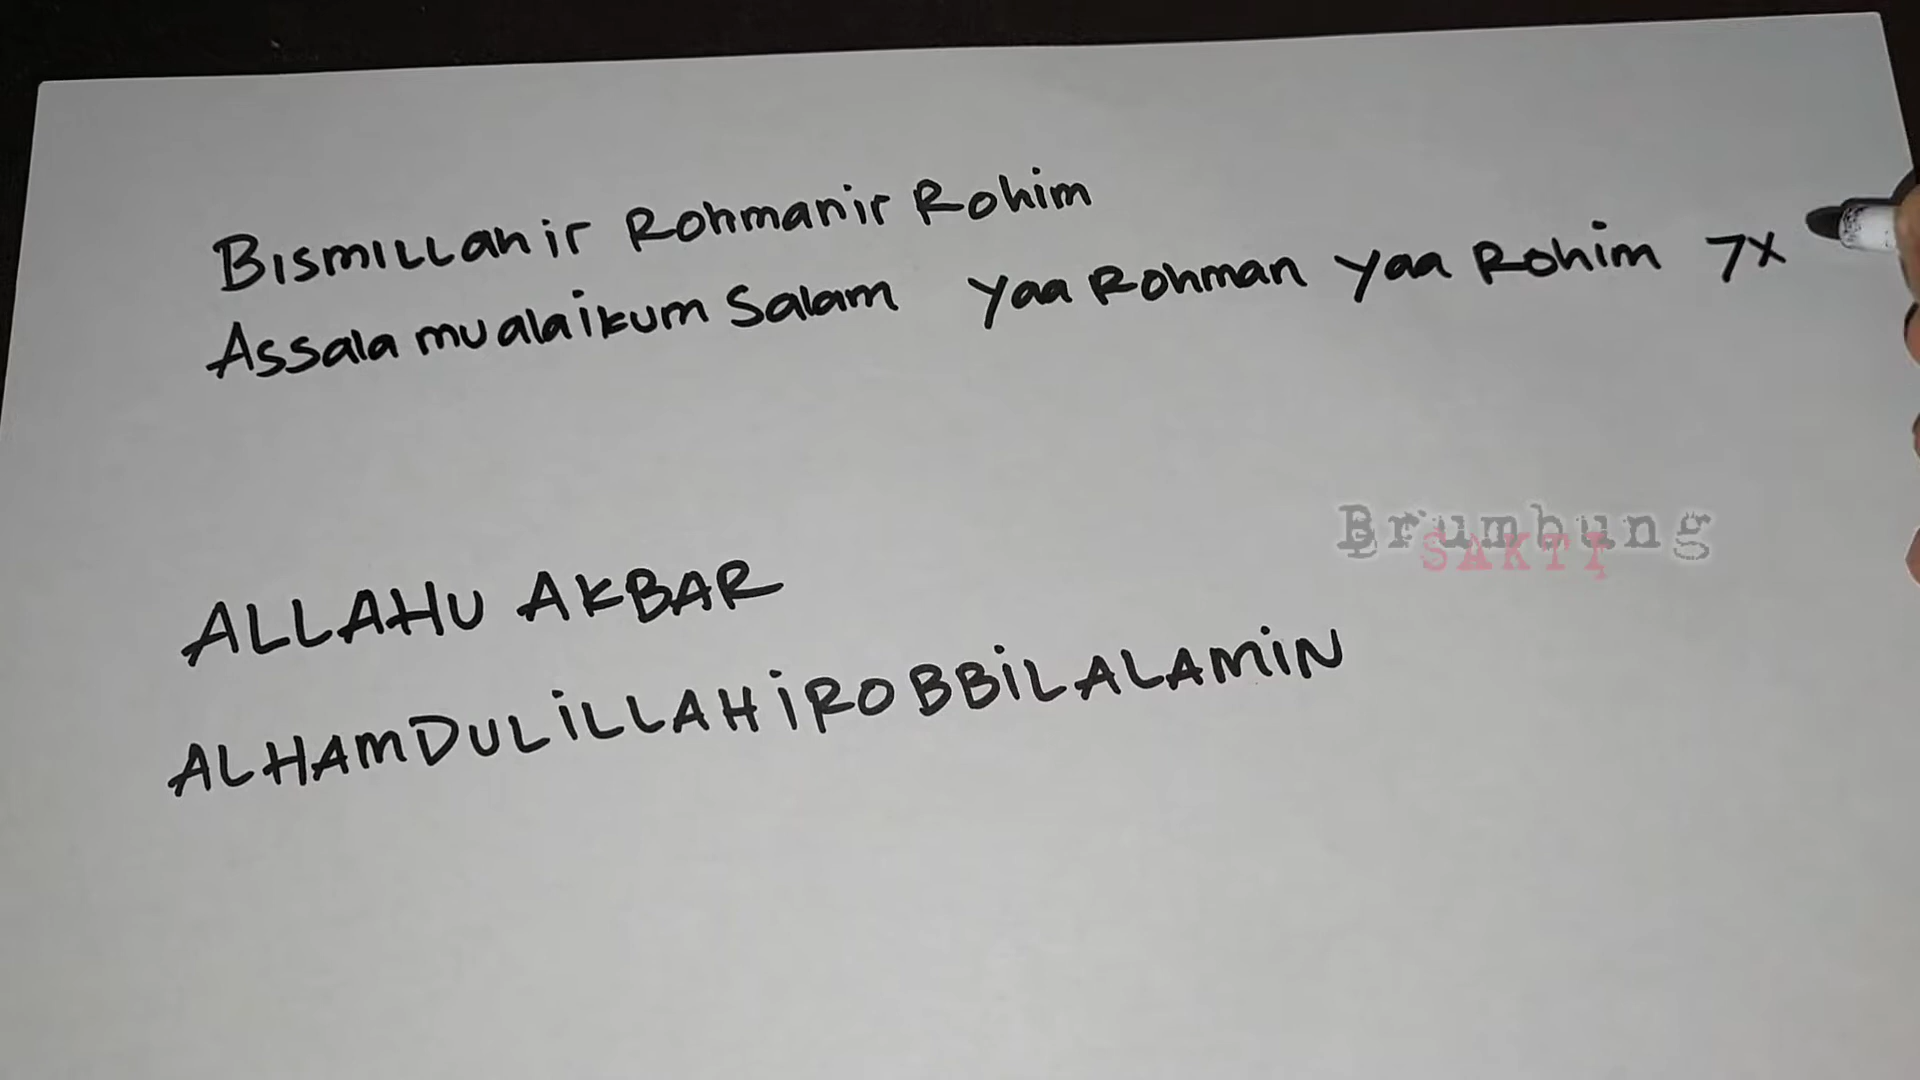 Bismillahir Rohmanir Rohim
Assalamualaikum Salam Yaa Rohman Yaa Rohim 7x
Brumbung
SAKTI
ALLAHU AKBAR
ALHAMDULILLAHIROBBILALAMIN